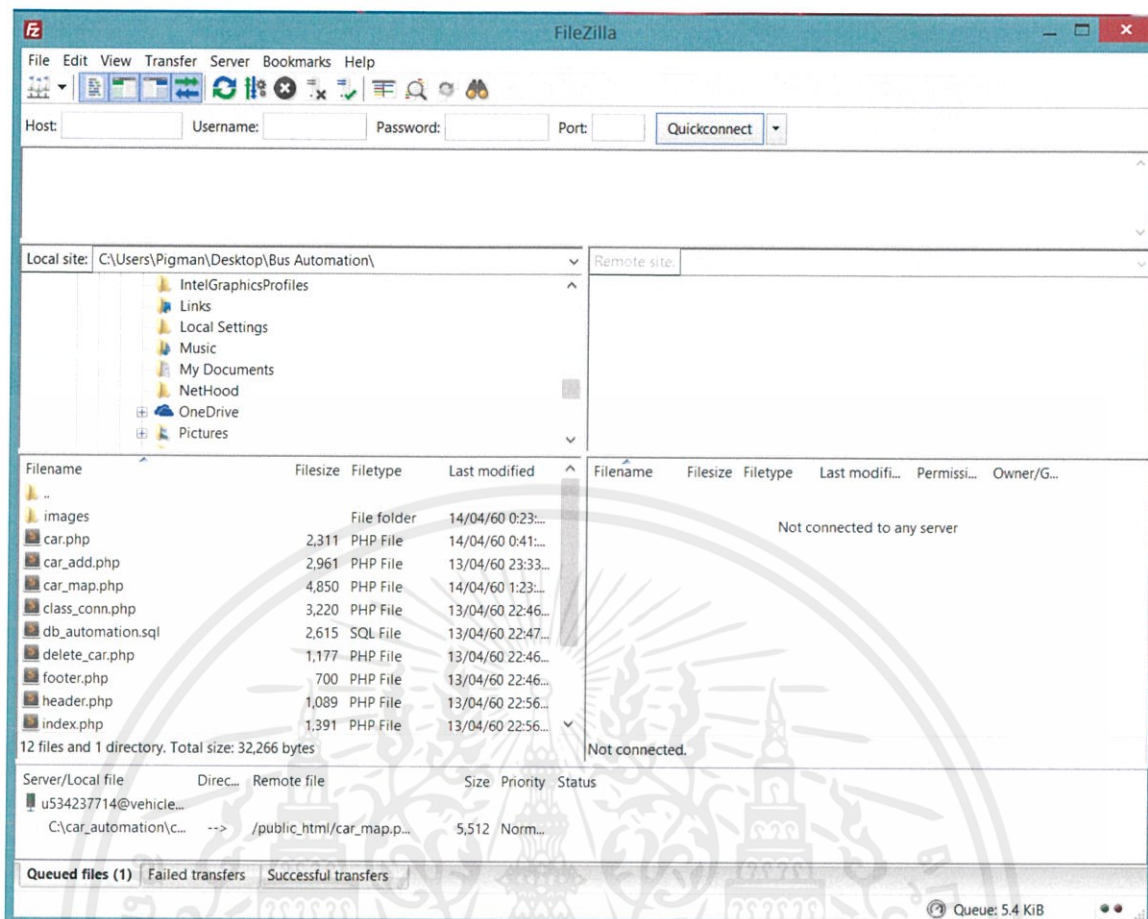 FileZilla
File Edit View Transfer Server Bookmarks Help
Host: Username: Password: Port: Quickconnect
Local site: C:\Users\Pigman\Desktop\Bus Automation\
Remote site:
IntelGraphicsProfiles
Links
Local Settings
Music
My Documents
NetHood
OneDrive
Pictures
Filename Filesize Filetype Last modified
..
images File folder 14/04/60 0:23:...
car.php 2,311 PHP File 14/04/60 0:41:...
car_add.php 2,961 PHP File 13/04/60 23:33...
car_map.php 4,850 PHP File 14/04/60 1:23:...
class_conn.php 3,220 PHP File 13/04/60 22:46...
db_automation.sql 2,615 SQL File 13/04/60 22:47...
delete_car.php 1,177 PHP File 13/04/60 22:46...
footer.php 700 PHP File 13/04/60 22:46...
header.php 1,089 PHP File 13/04/60 22:56...
index.php 1,391 PHP File 13/04/60 22:56...
12 files and 1 directory. Total size: 32,266 bytes
Filename Filesize Filetype Last modifi... Permissi... Owner/G...
Not connected to any server
Not connected.
Server/Local file Direc... Remote file Size Priority Status
u534237714@vehicle...
C:\car_automation\c... --> /public_html/car_map.p... 5,512 Norm...
Queued files (1) Failed transfers Successful transfers
Queue: 5.4 KiB